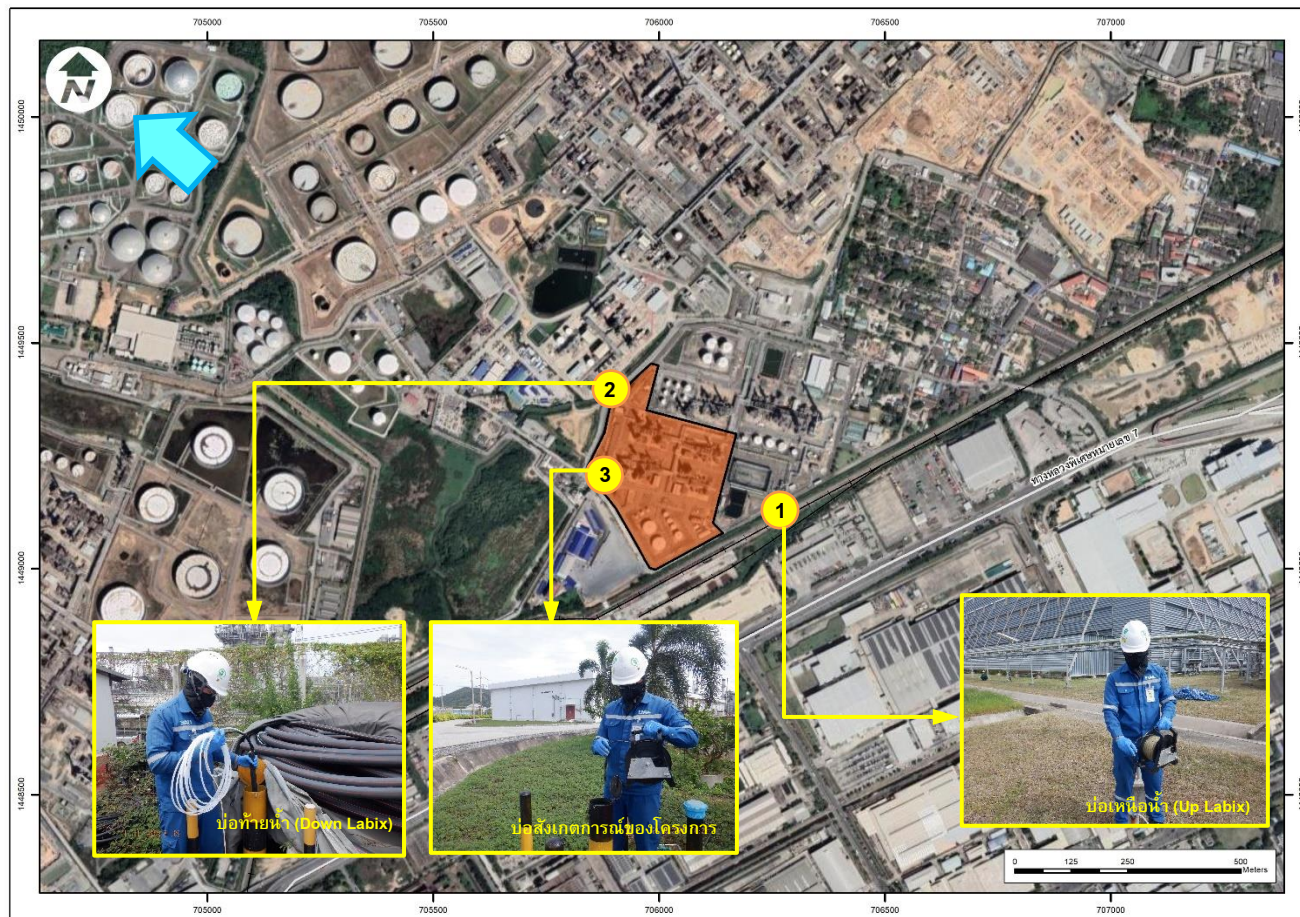 705000 705500 706000 706500 707000
N
1450000
1449500
1449000
1448500
ทางหลวงพิเศษหมายเลข 7
2
3
1
บ่อท้ายน้ำ (Down Labix)
บ่อสังเกตการณ์ของโครงการ
บ่อเหนือน้ำ (Up Labix)
0 125 250 500
Meters
705000 705500 706000 706500 707000